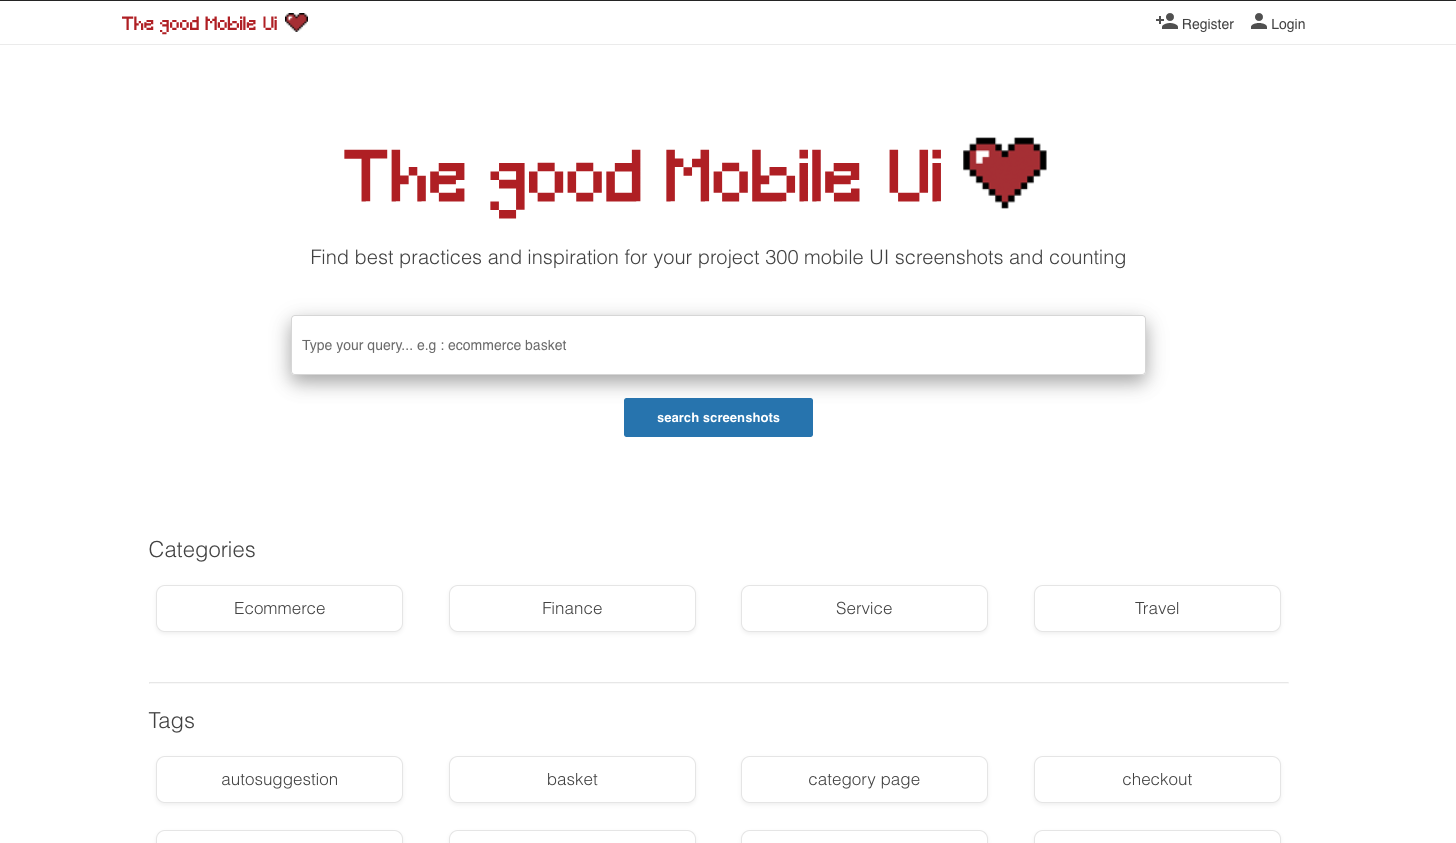 The good Mobile Ui
Register Login
The good Mobile Ui
Find best practices and inspiration for your project 300 mobile UI screenshots and counting
Type your query... e.g : ecommerce basket
search screenshots
Categories
Ecommerce Finance Service Travel
Tags
autosuggestion basket category page checkout